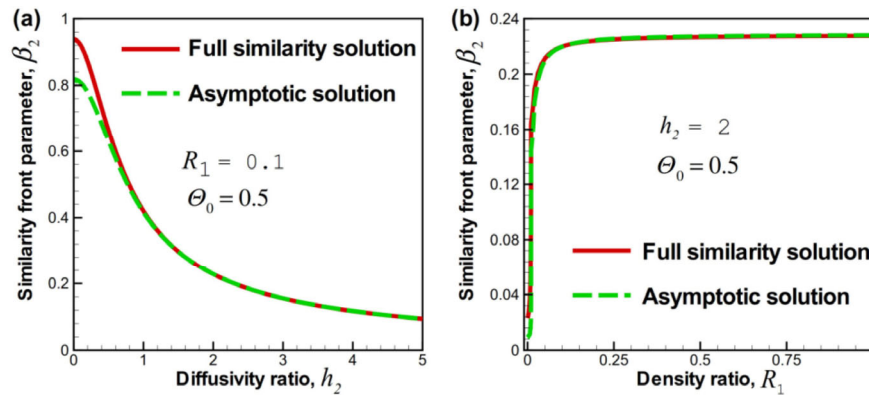 (a)
Similarity front parameter, β₂
1
0.8
0.6
0.4
0.2
0
Full similarity solution
Asymptotic solution
R₁ = 0.1
Θ₀ = 0.5
0 1 2 3 4 5
Diffusivity ratio, h₂
(b)
Similarity front parameter, β₂
0.24
0.2
0.16
0.12
0.08
0.04
0
h₂ = 2
Θ₀ = 0.5
Full similarity solution
Asymptotic solution
0 0.25 0.5 0.75
Density ratio, R₁